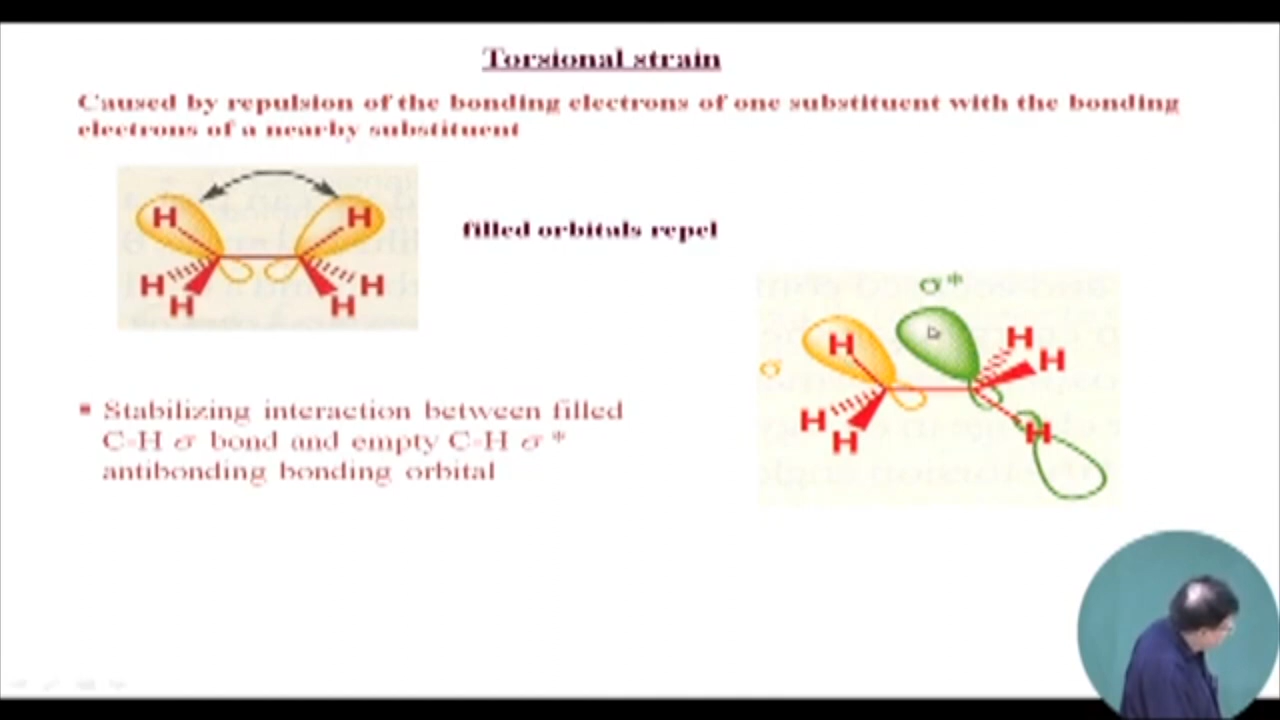 Torsional strain
Caused by repulsion of the bonding electrons of one substituent with the bonding
electrons of a nearby substituent
H H
H H
H H
filled orbitals repel
σ*
H H
σ H
H H
H
Stabilizing interaction between filled
C-H σ bond and empty C-H σ*
antibonding bonding orbital